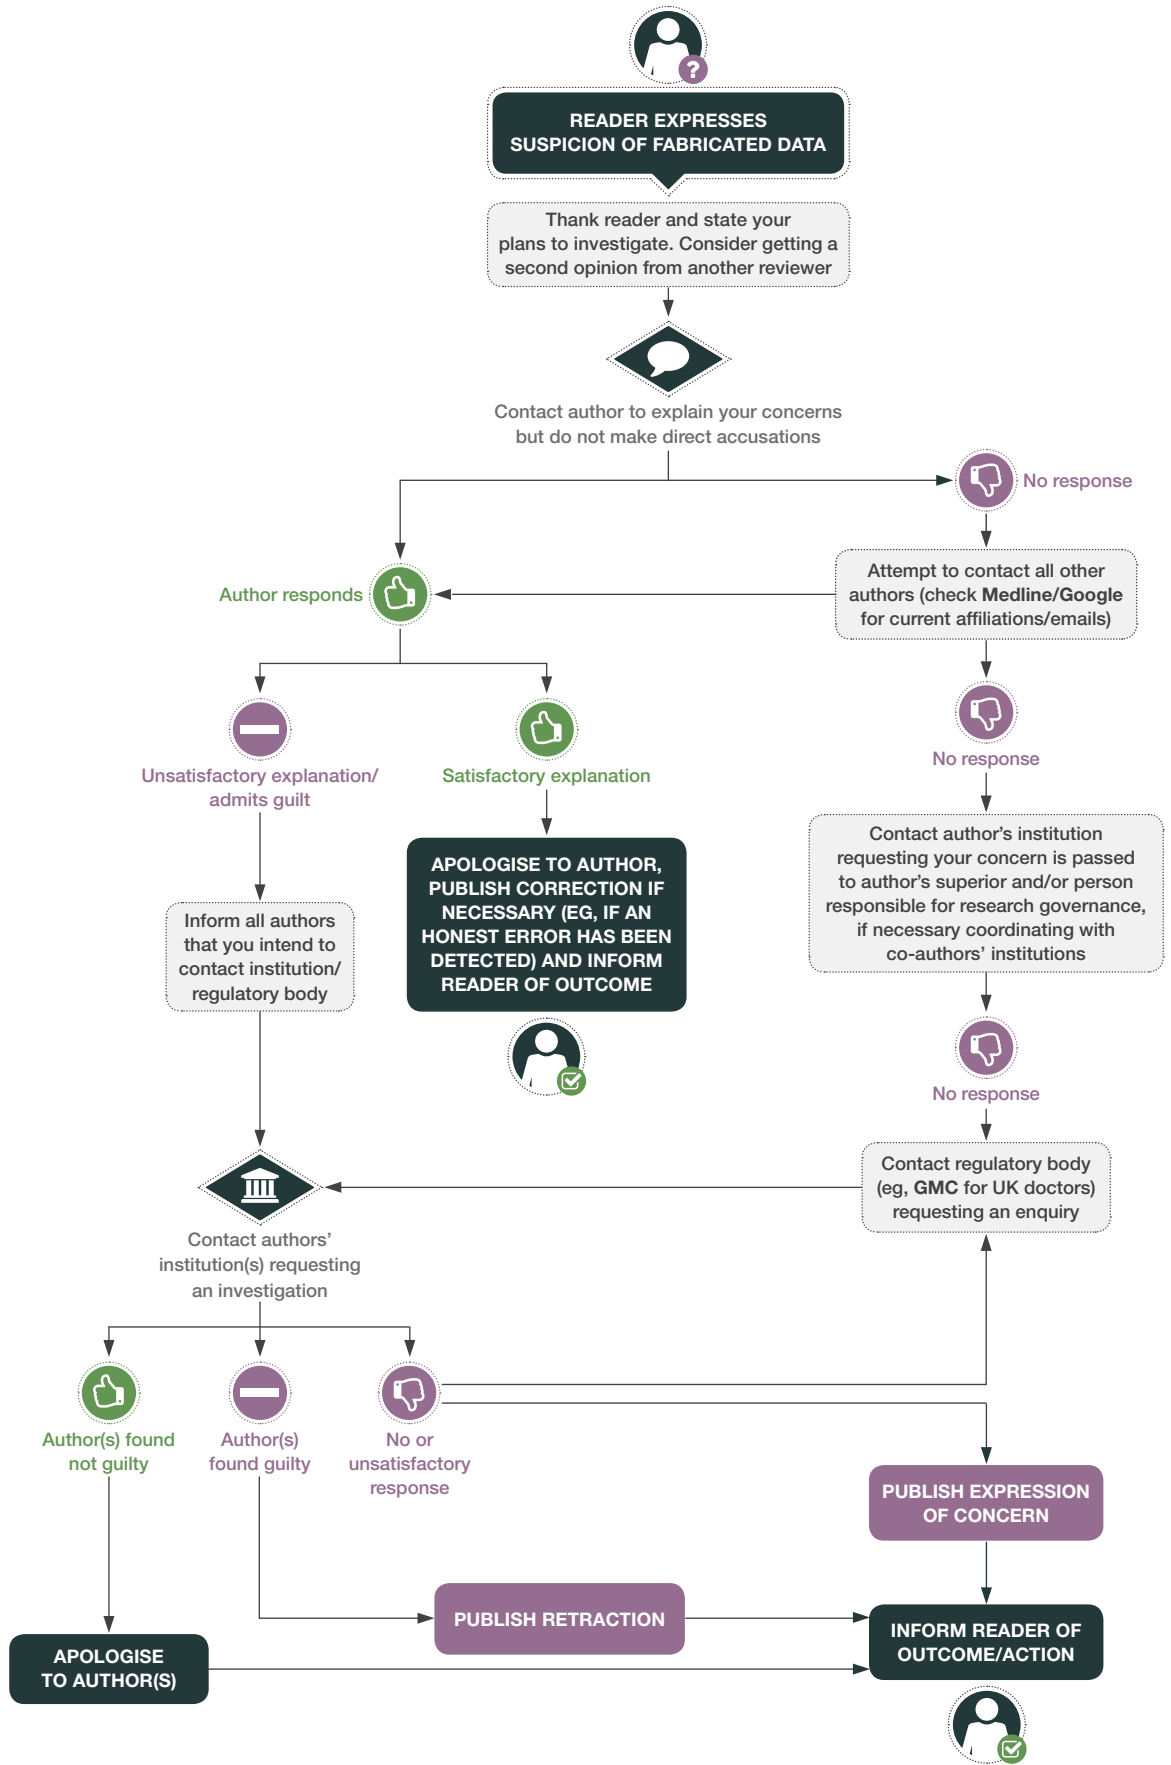 ?
READER EXPRESSES
SUSPICION OF FABRICATED DATA
Thank reader and state your
plans to investigate. Consider getting a
second opinion from another reviewer
Contact author to explain your concerns
but do not make direct accusations
No response
Attempt to contact all other
authors (check Medline/Google
for current affiliations/emails)
Author responds
Unsatisfactory explanation/
admits guilt
Satisfactory explanation
No response
Inform all authors
that you intend to
contact institution/
regulatory body
APOLOGISE TO AUTHOR,
PUBLISH CORRECTION IF
NECESSARY (EG, IF AN
HONEST ERROR HAS BEEN
DETECTED) AND INFORM
READER OF OUTCOME
Contact author's institution
requesting your concern is passed
to author's superior and/or person
responsible for research governance,
if necessary coordinating with
co-authors' institutions
No response
Contact regulatory body
(eg, GMC for UK doctors)
requesting an enquiry
Contact authors'
institution(s) requesting
an investigation
Author(s) found
not guilty
Author(s)
found guilty
No or
unsatisfactory
response
PUBLISH EXPRESSION
OF CONCERN
PUBLISH RETRACTION
APOLOGISE
TO AUTHOR(S)
INFORM READER OF
OUTCOME/ACTION